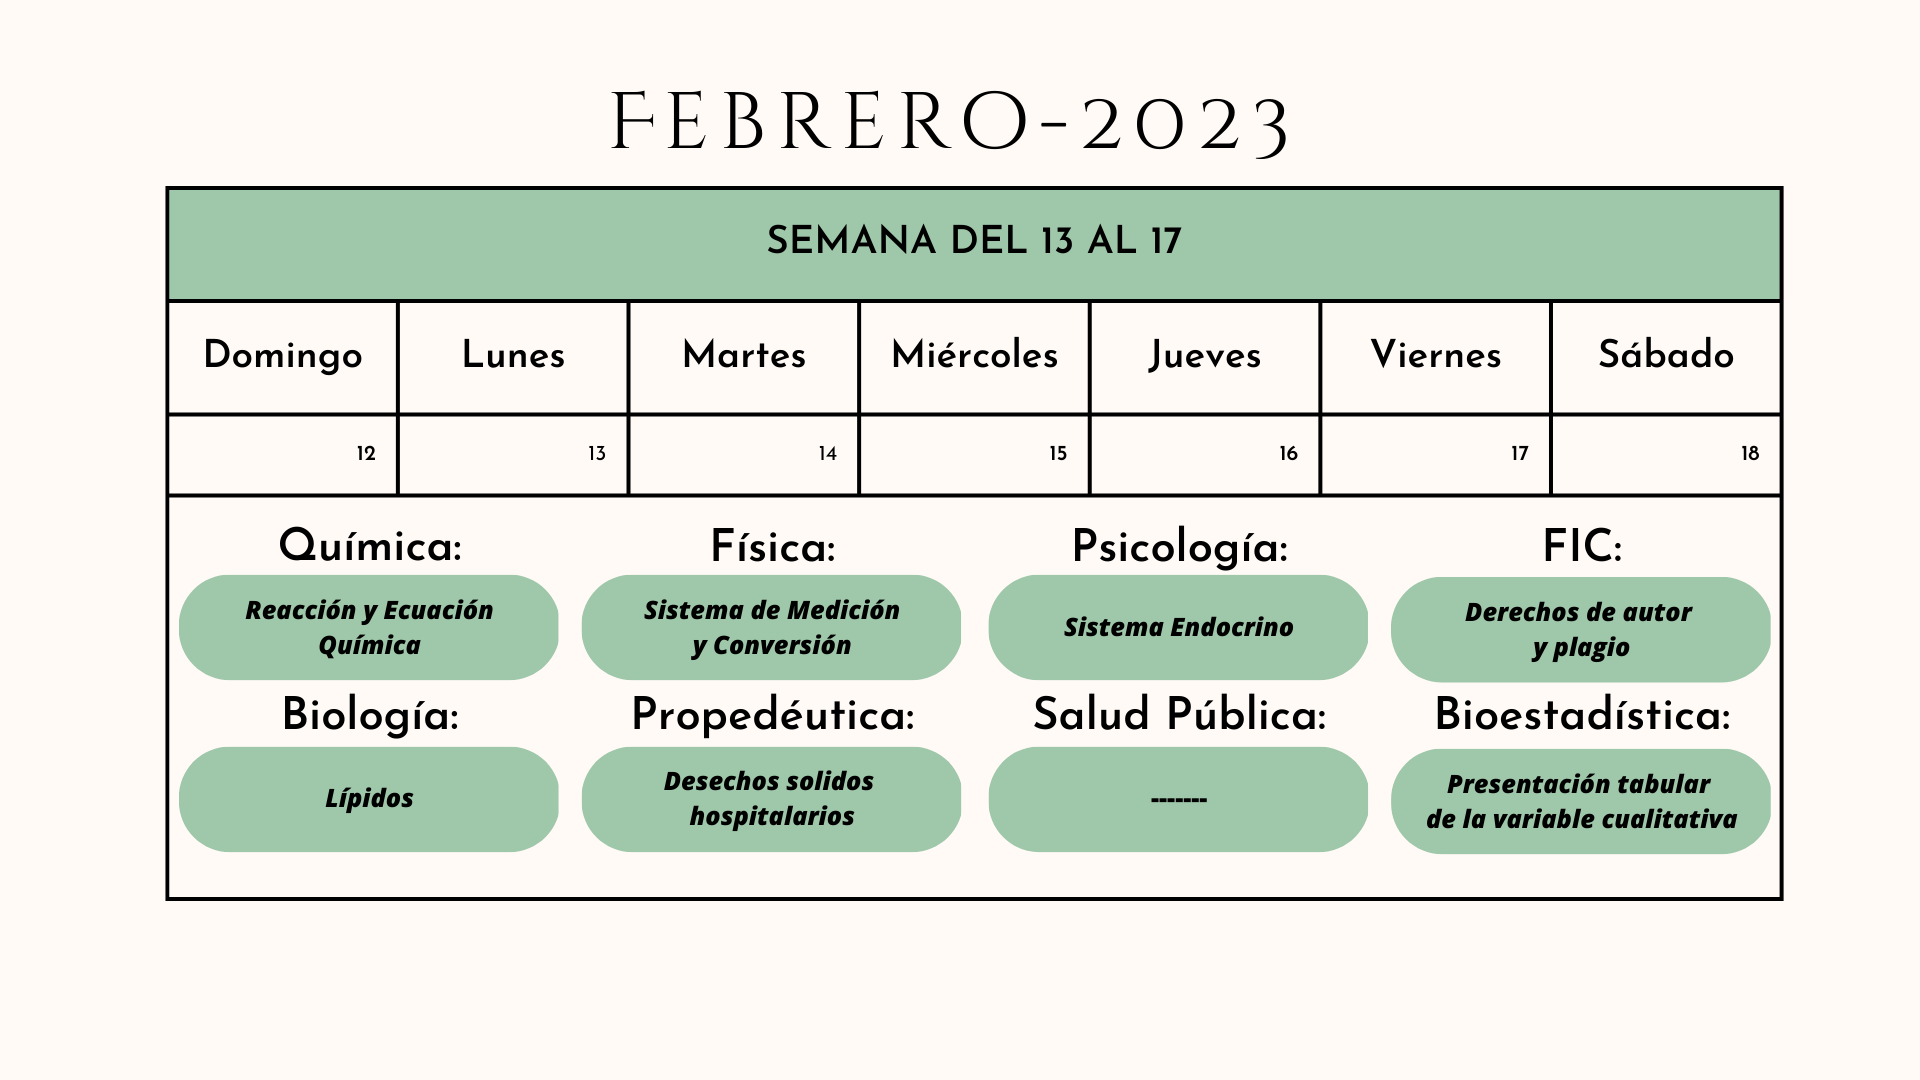 FEBRERO-2023
SEMANA DEL 13 AL 17
Domingo Lunes Martes Miércoles Jueves Viernes Sábado
12 13 14 15 16 17 18
Química: Física: Psicología: FIC:
Reacción y Ecuación
Química
Sistema de Medición
y Conversión
Sistema Endocrino
Derechos de autor
y plagio
Biología: Propedéutica: Salud Pública: Bioestadística:
Lípidos
Desechos solidos
hospitalarios
-------
Presentación tabular
de la variable cualitativa